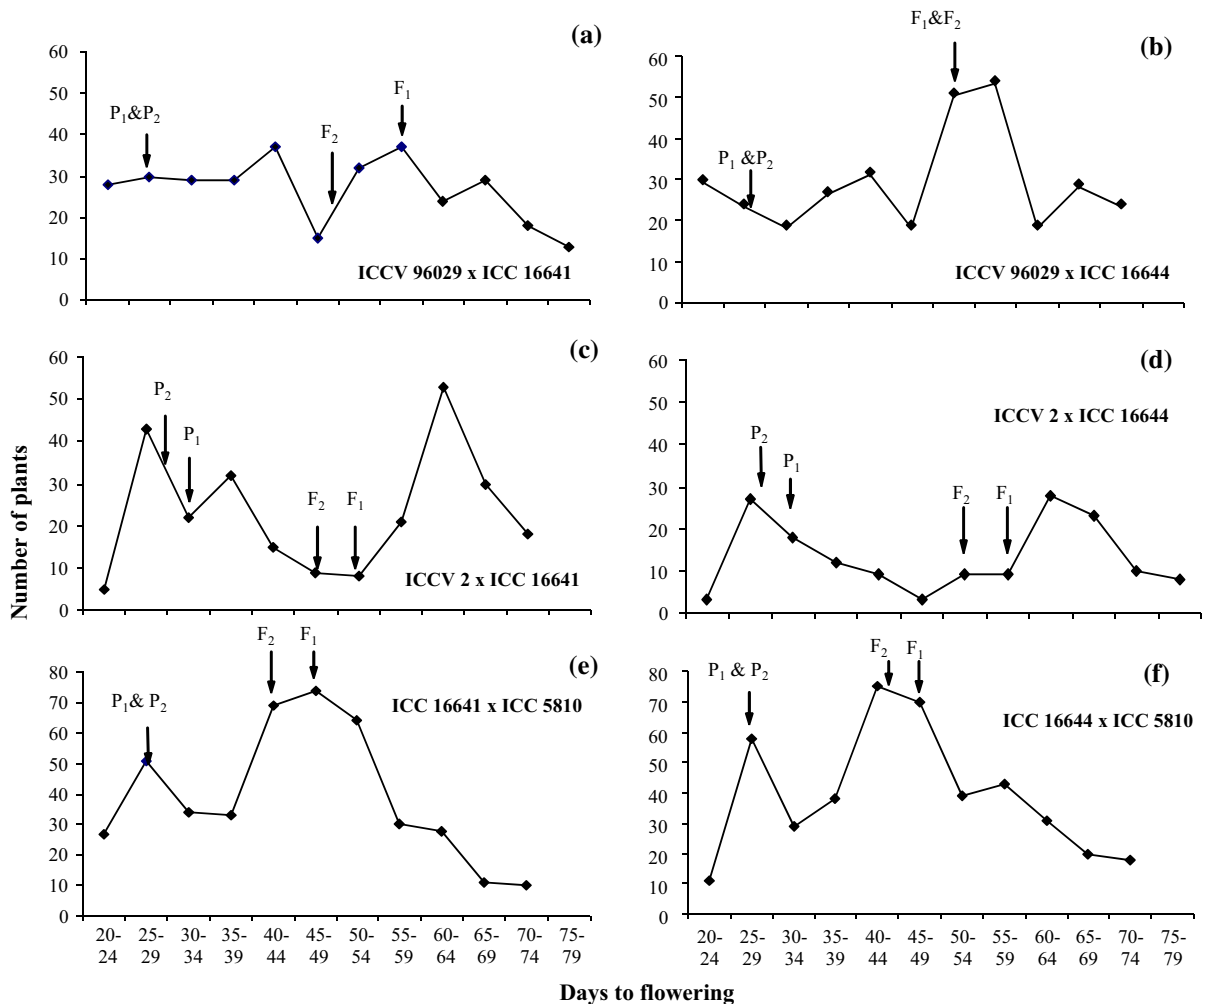 (a)
60
50
40
30
20
10
0
P1&P2
F2
F1
ICCV 96029 x ICC 16641
(b)
60
50
40
30
20
10
0
P1 &P2
F1&F2
ICCV 96029 x ICC 16644
(c)
60
50
40
30
20
10
0
P2
P1
F2
F1
ICCV 2 x ICC 16641
(d)
60
50
40
30
20
10
0
P2
P1
F2
F1
ICCV 2 x ICC 16644
Number of plants
(e)
80
70
60
50
40
30
20
10
0
P1& P2
F2
F1
ICC 16641 x ICC 5810
20-24
25-29
30-34
35-39
40-44
45-49
50-54
55-59
60-64
65-69
70-74
75-79
(f)
80
70
60
50
40
30
20
10
0
P1 & P2
F2
F1
ICC 16644 x ICC 5810
20-24
25-29
30-34
35-39
40-44
45-49
50-54
55-59
60-64
65-69
70-74
75-79
Days to flowering